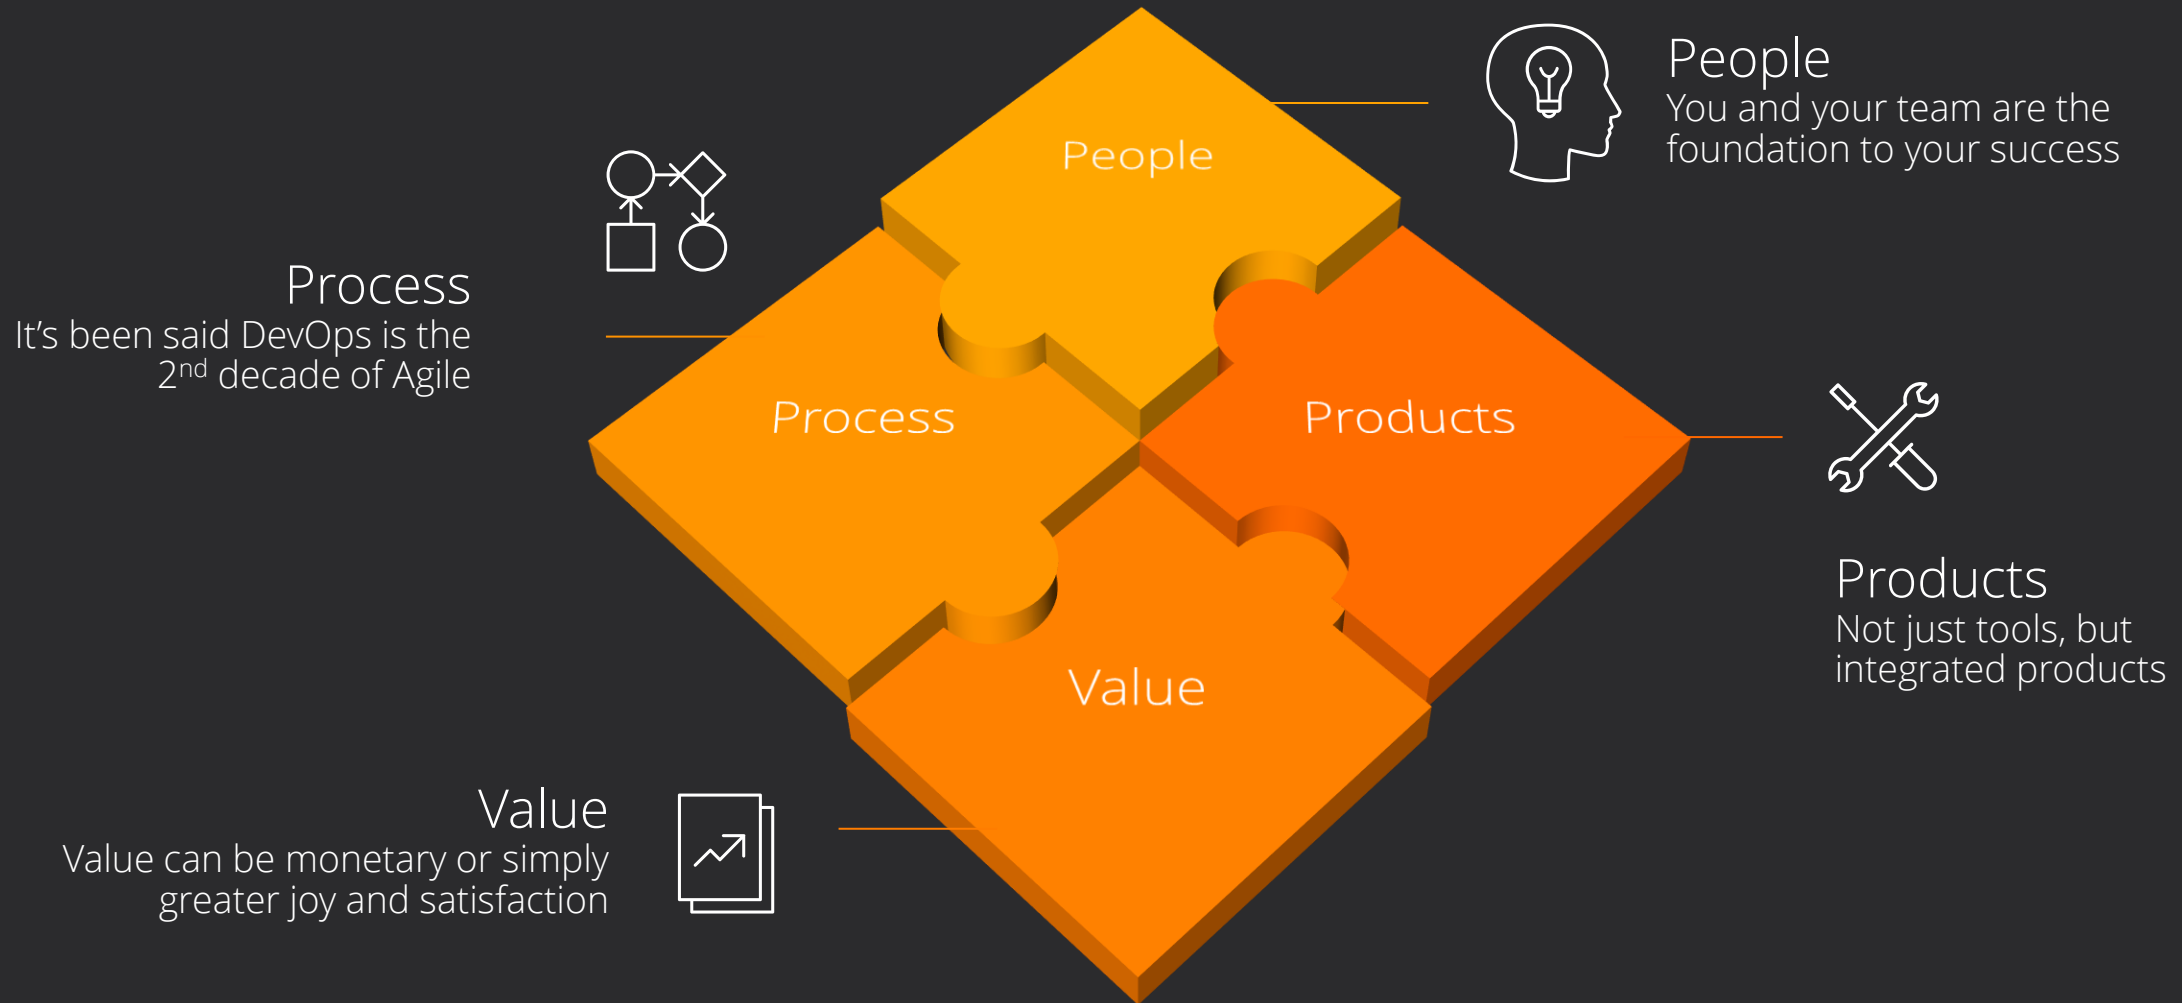 People
You and your team are the
foundation to your success
People
Process
It’s been said DevOps is the
2nd decade of Agile
Process
Products
Products
Not just tools, but
integrated products
Value
Value
Value can be monetary or simply
greater joy and satisfaction